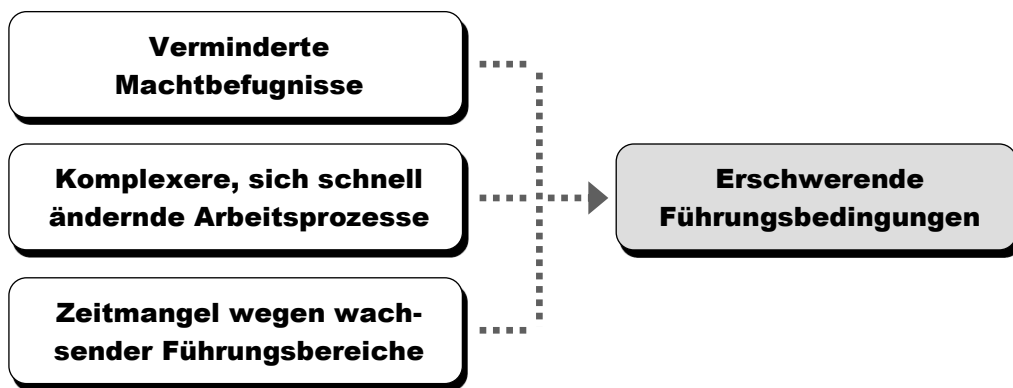 Verminderte
Machtbefugnisse
Komplexere, sich schnell
ändernde Arbeitsprozesse
Zeitmangel wegen wach-
sender Führungsbereiche
Erschwerende
Führungsbedingungen